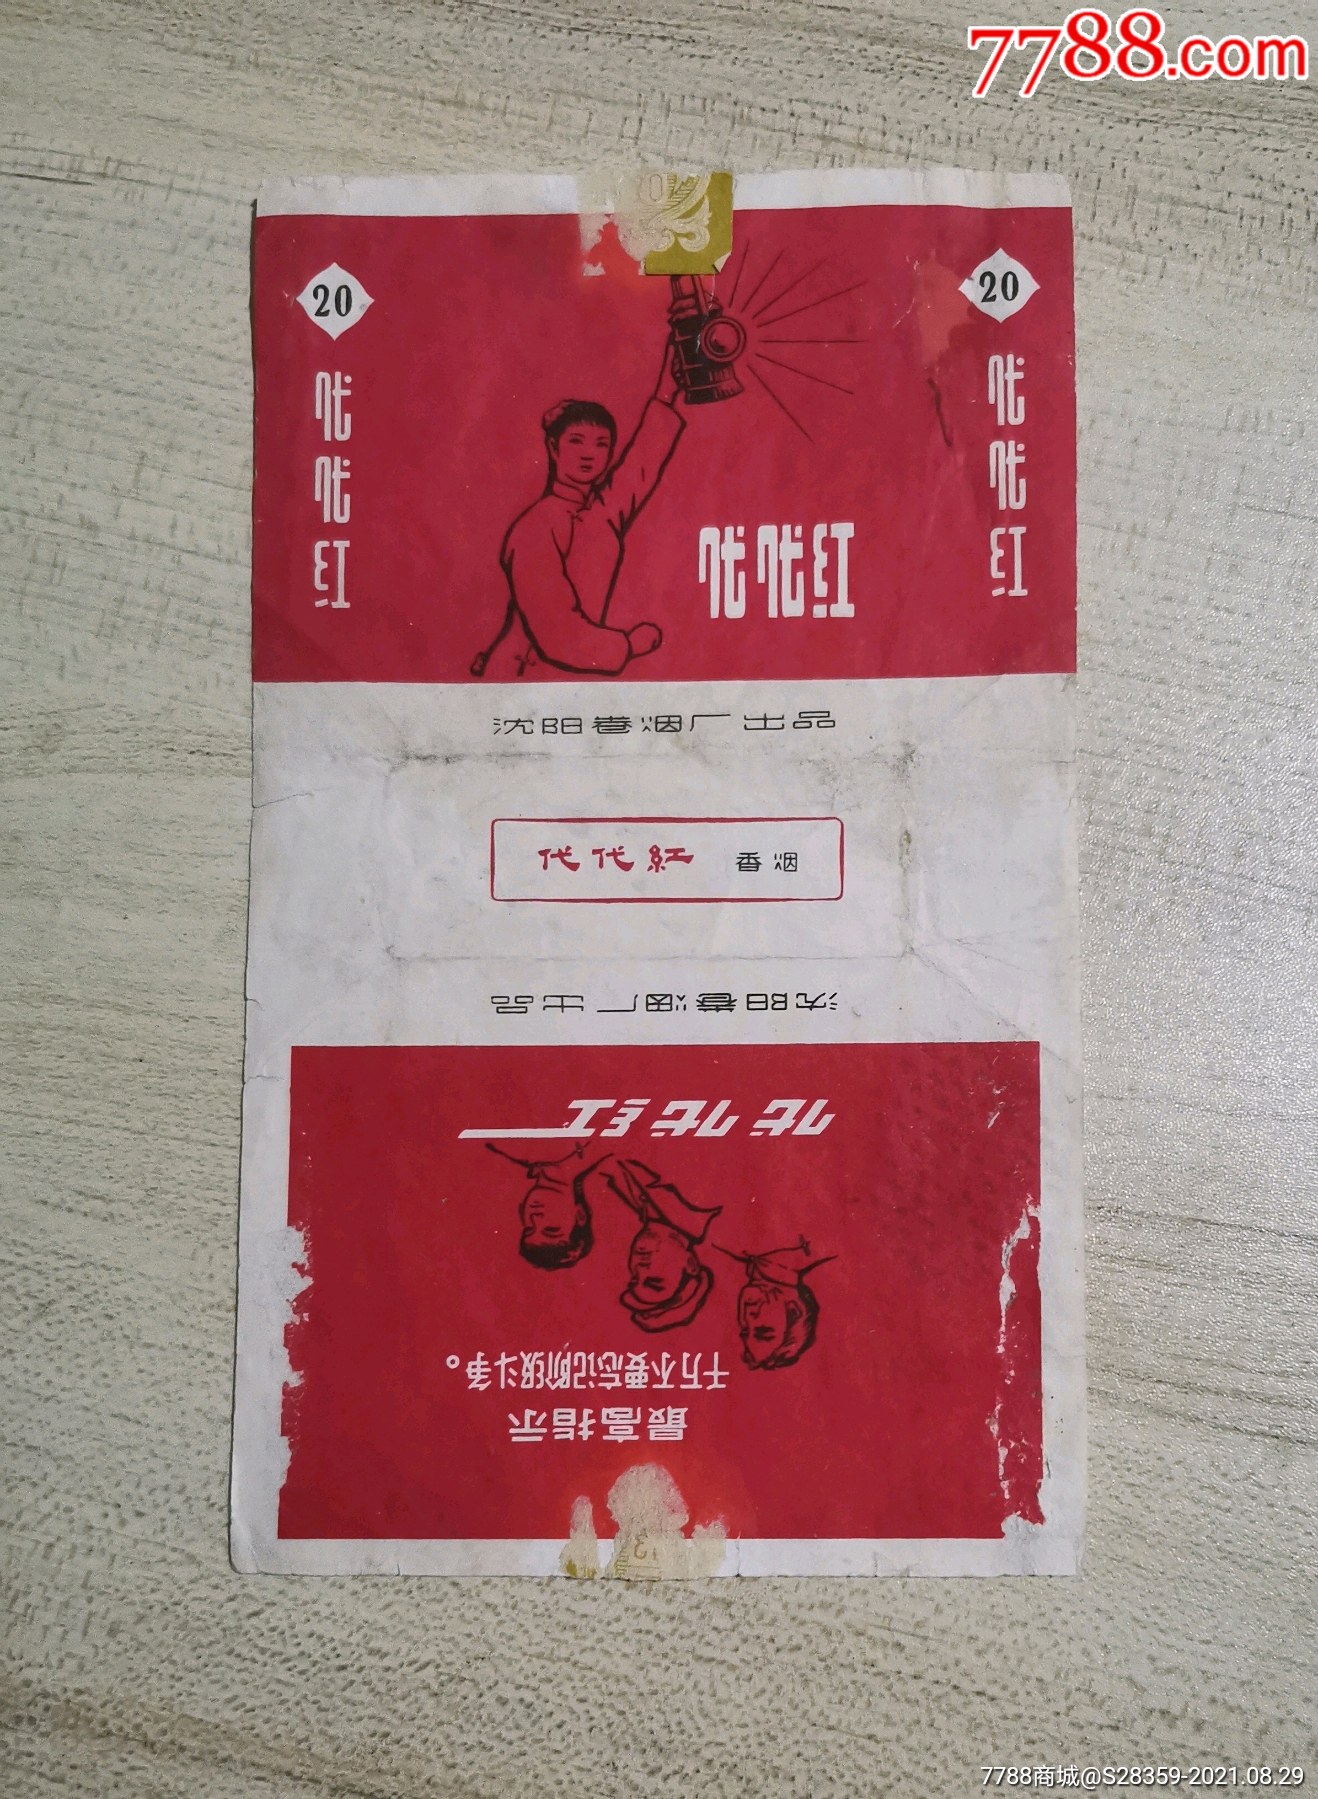 7788.com
20
20
代代红
代代红
代代红
沈阳卷烟厂出品
代代紅 香烟
沈阳卷烟厂出品
代代红
千万不要忘记阶级斗争。
最高指示
7788商城@S28359-2021.08.29